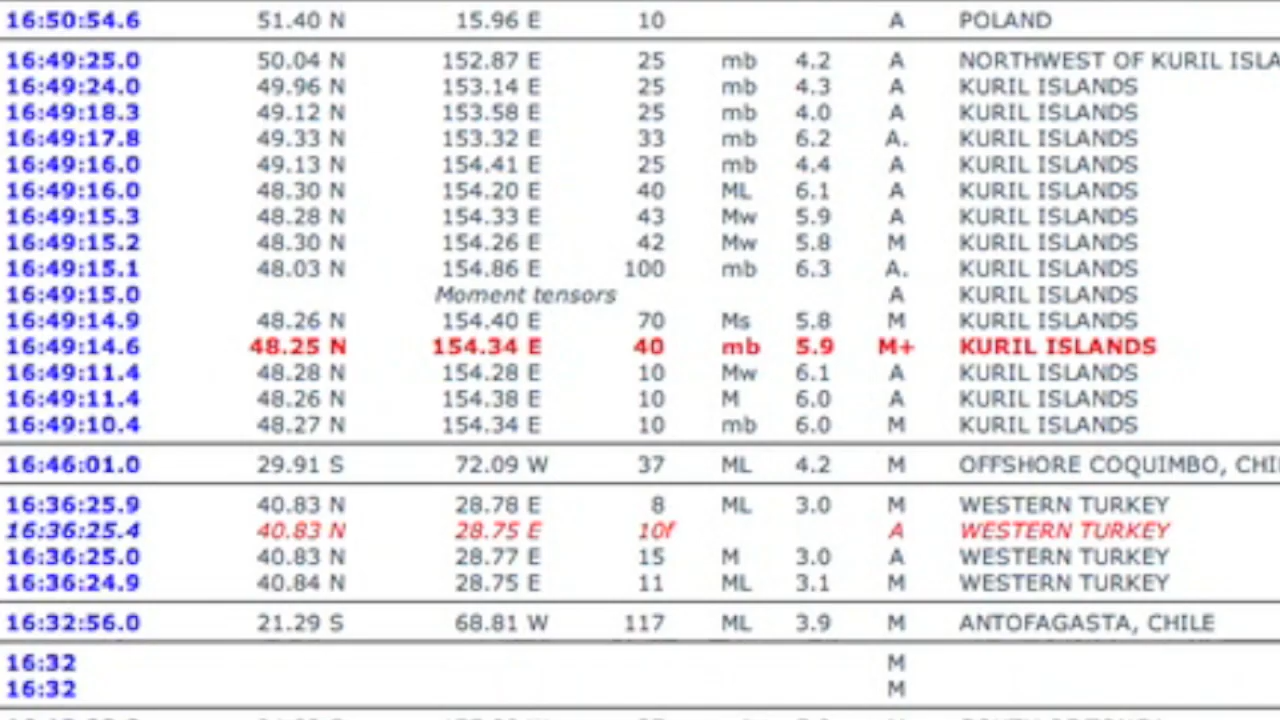 16:50:54.6 51.40 N 15.96 E 10 A POLAND
16:49:25.0 50.04 N 152.87 E 25 mb 4.2 A NORTHWEST OF KURIL ISLA
16:49:24.0 49.96 N 153.14 E 25 mb 4.3 A KURIL ISLANDS
16:49:18.3 49.12 N 153.58 E 25 mb 4.0 A KURIL ISLANDS
16:49:17.8 49.33 N 153.32 E 33 mb 6.2 A. KURIL ISLANDS
16:49:16.0 49.13 N 154.41 E 25 mb 4.4 A KURIL ISLANDS
16:49:16.0 48.30 N 154.20 E 40 ML 6.1 A KURIL ISLANDS
16:49:15.3 48.28 N 154.33 E 43 Mw 5.9 A KURIL ISLANDS
16:49:15.2 48.30 N 154.26 E 42 Mw 5.8 M KURIL ISLANDS
16:49:15.1 48.03 N 154.86 E 100 mb 6.3 A. KURIL ISLANDS
16:49:15.0 Moment tensors A KURIL ISLANDS
16:49:14.9 48.26 N 154.40 E 70 Ms 5.8 M KURIL ISLANDS
16:49:14.6 48.25 N 154.34 E 40 mb 5.9 M+ KURIL ISLANDS
16:49:11.4 48.28 N 154.28 E 10 Mw 6.1 A KURIL ISLANDS
16:49:11.4 48.26 N 154.38 E 10 M 6.0 A KURIL ISLANDS
16:49:10.4 48.27 N 154.34 E 10 mb 6.0 M KURIL ISLANDS
16:46:01.0 29.91 S 72.09 W 37 ML 4.2 M OFFSHORE COQUIMBO, CHI
16:36:25.9 40.83 N 28.78 E 8 ML 3.0 M WESTERN TURKEY
16:36:25.4 40.83 N 28.75 E 10f A WESTERN TURKEY
16:36:25.0 40.83 N 28.77 E 15 M 3.0 A WESTERN TURKEY
16:36:24.9 40.84 N 28.75 E 11 ML 3.1 M WESTERN TURKEY
16:32:56.0 21.29 S 68.81 W 117 ML 3.9 M ANTOFAGASTA, CHILE
16:32 M
16:32 M